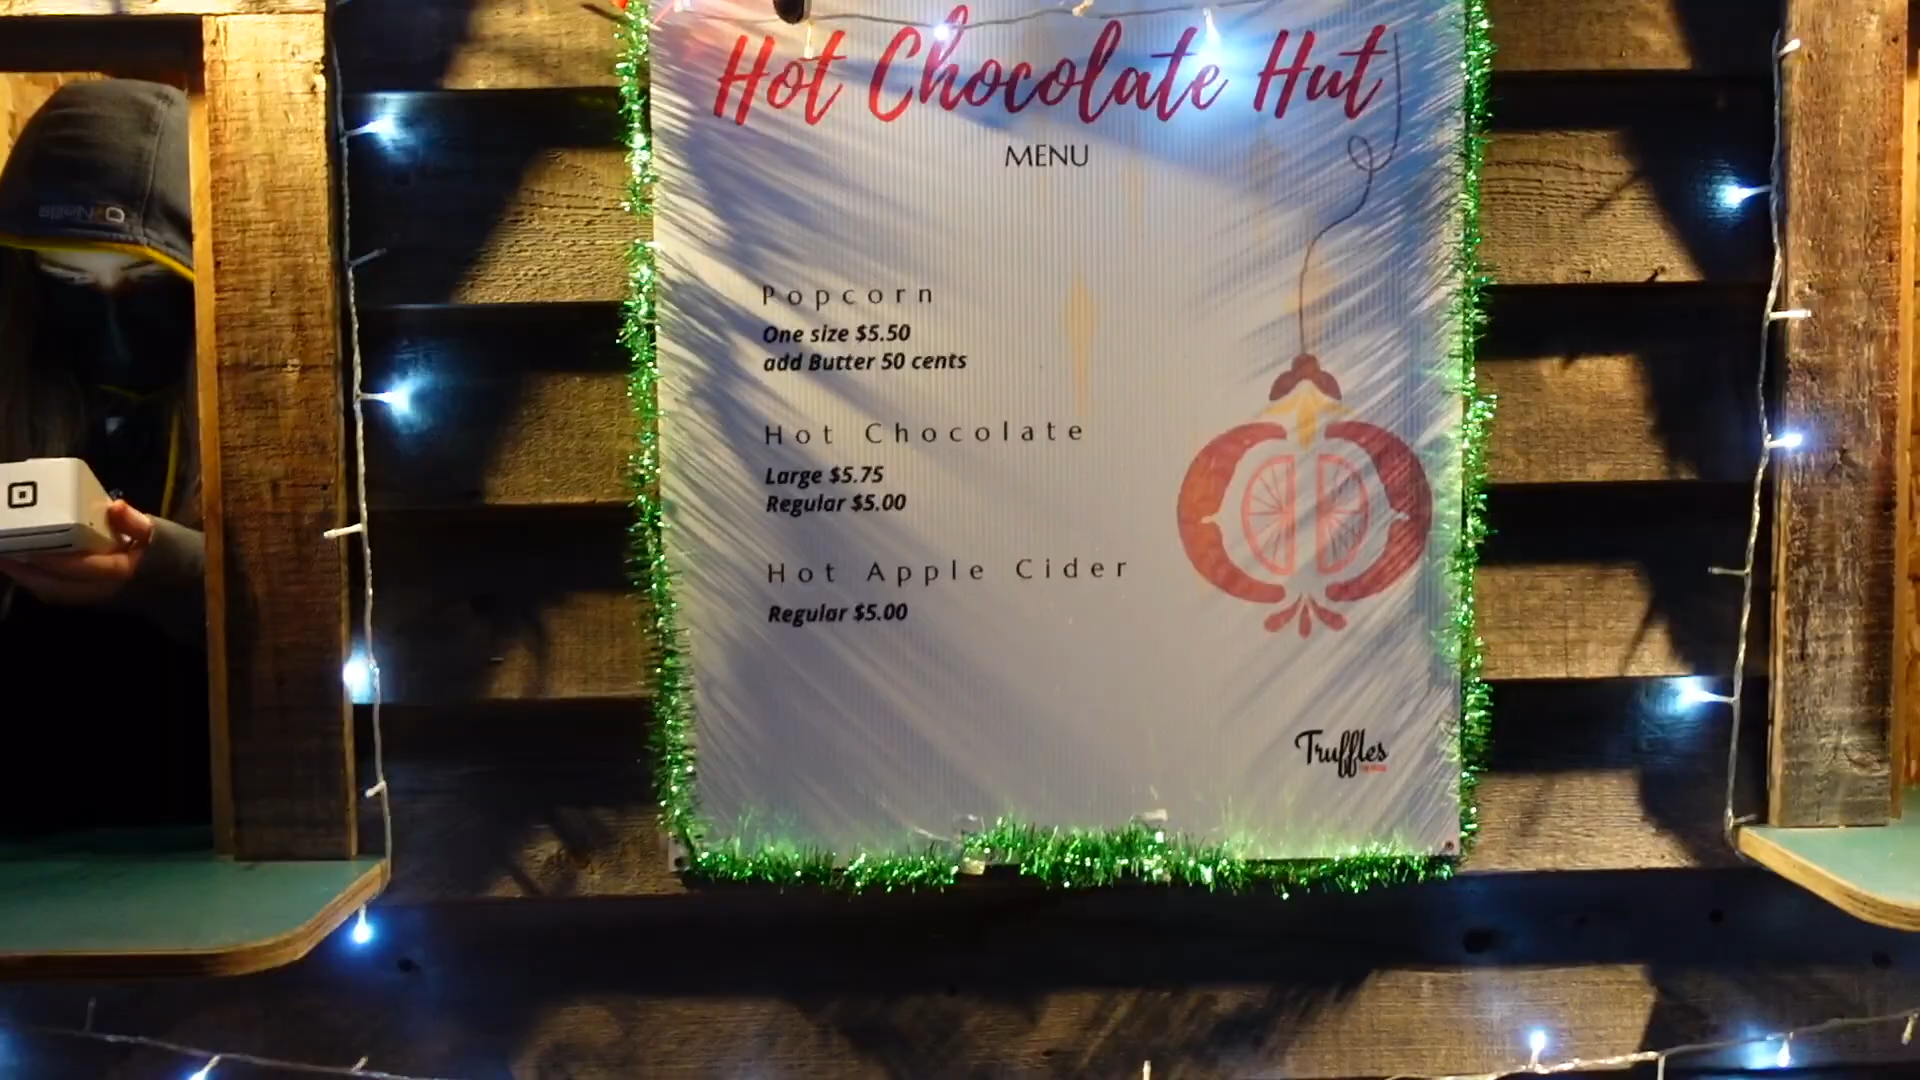 Hot Chocolate Hut
MENU
Popcorn
One size $5.50
add Butter 50 cents
Hot Chocolate
Large $5.75
Regular $5.00
Hot Apple Cider
Regular $5.00
Truffles